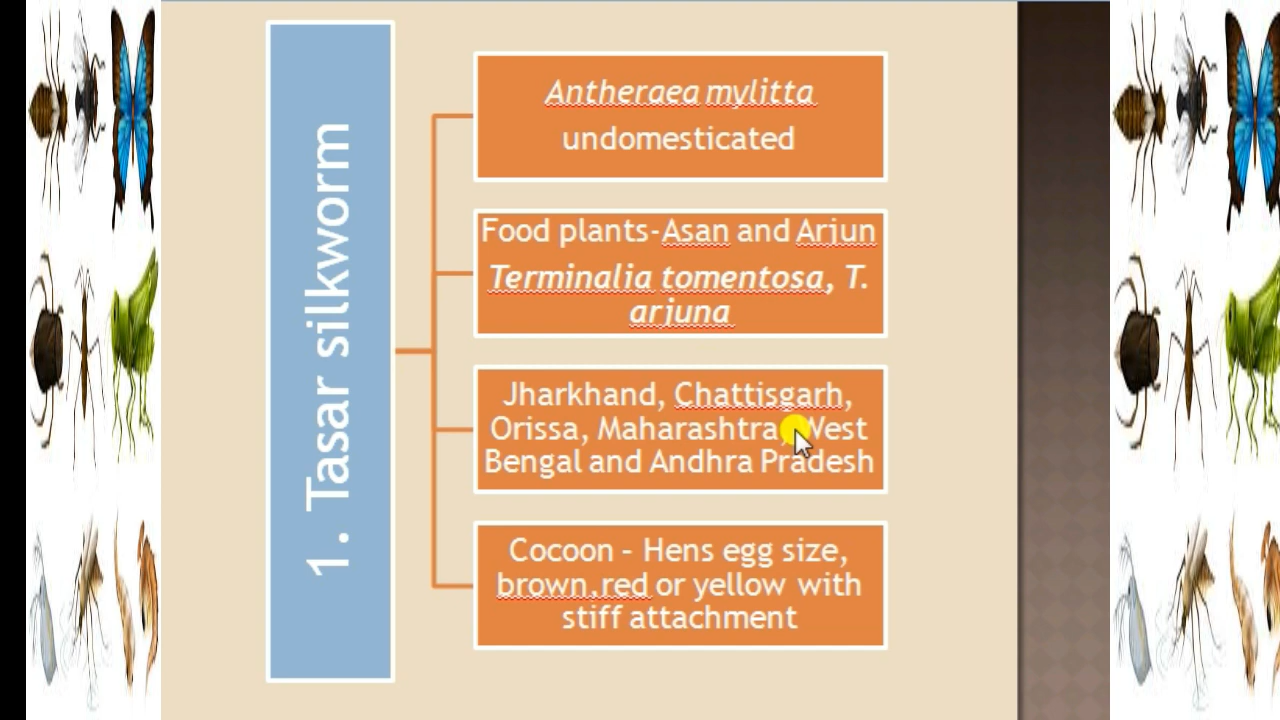 1. Tasar silkworm
Antheraea mylitta
undomesticated
Food plants-Asan and Arjun
Terminalia tomentosa, T.
arjuna
Jharkhand, Chattisgarh,
Orissa, Maharashtra, West
Bengal and Andhra Pradesh
Cocoon – Hens egg size,
brown,red or yellow with
stiff attachment